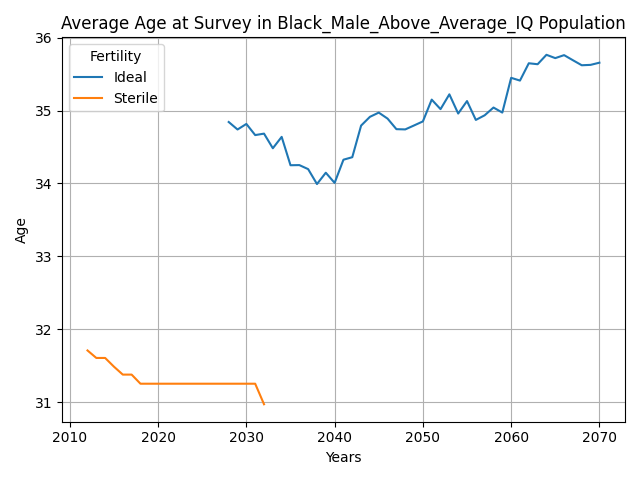 Average Age at Survey in Black_Male_Above_Average_IQ Population
Fertility
Ideal
Sterile
36
35
34
33
32
31
Age
2010
2020
2030
2040
2050
2060
2070
Years